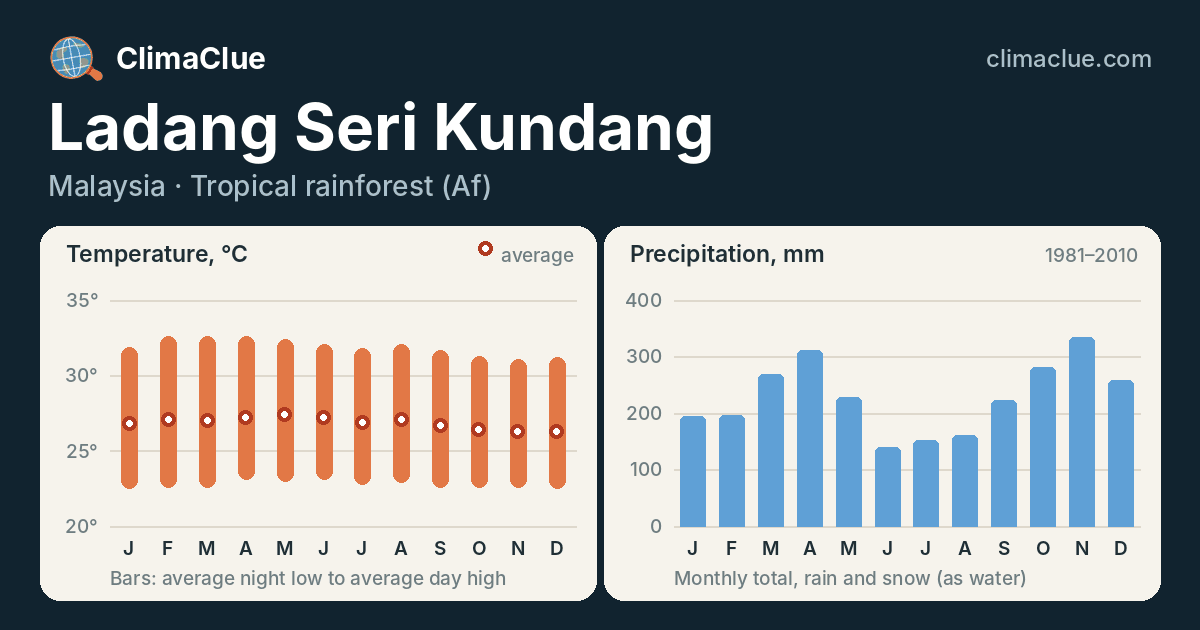 ClimaClue
climaclue.com
Ladang Seri Kundang
Malaysia · Tropical rainforest (Af)
Temperature, °C
average
35°
30°
25°
20°
J F M A M J J A S O N D
Bars: average night low to average day high
Precipitation, mm
1981–2010
400
300
200
100
0
J F M A M J J A S O N D
Monthly total, rain and snow (as water)